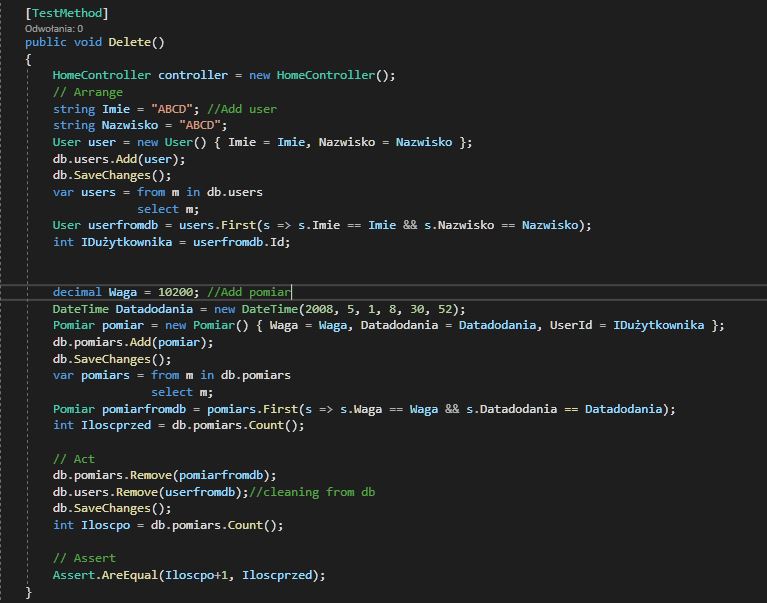 [TestMethod]
Odwołania: 0
public void Delete()
{
HomeController controller = new HomeController();
// Arrange
string Imie = "ABCD"; //Add user
string Nazwisko = "ABCD";
User user = new User() { Imie = Imie, Nazwisko = Nazwisko };
db.users.Add(user);
db.SaveChanges();
var users = from m in db.users
select m;
User userfromdb = users.First(s => s.Imie == Imie && s.Nazwisko == Nazwisko);
int IDużytkownika = userfromdb.Id;
decimal Waga = 10200; //Add pomiar
DateTime Datadodania = new DateTime(2008, 5, 1, 8, 30, 52);
Pomiar pomiar = new Pomiar() { Waga = Waga, Datadodania = Datadodania, UserId = IDużytkownika };
db.pomiars.Add(pomiar);
db.SaveChanges();
var pomiars = from m in db.pomiars
select m;
Pomiar pomiarfromdb = pomiars.First(s => s.Waga == Waga && s.Datadodania == Datadodania);
int Iloscprzed = db.pomiars.Count();
// Act
db.pomiars.Remove(pomiarfromdb);
db.users.Remove(userfromdb);//cleaning from db
db.SaveChanges();
int Iloscpo = db.pomiars.Count();
// Assert
Assert.AreEqual(Iloscpo+1, Iloscprzed);
}